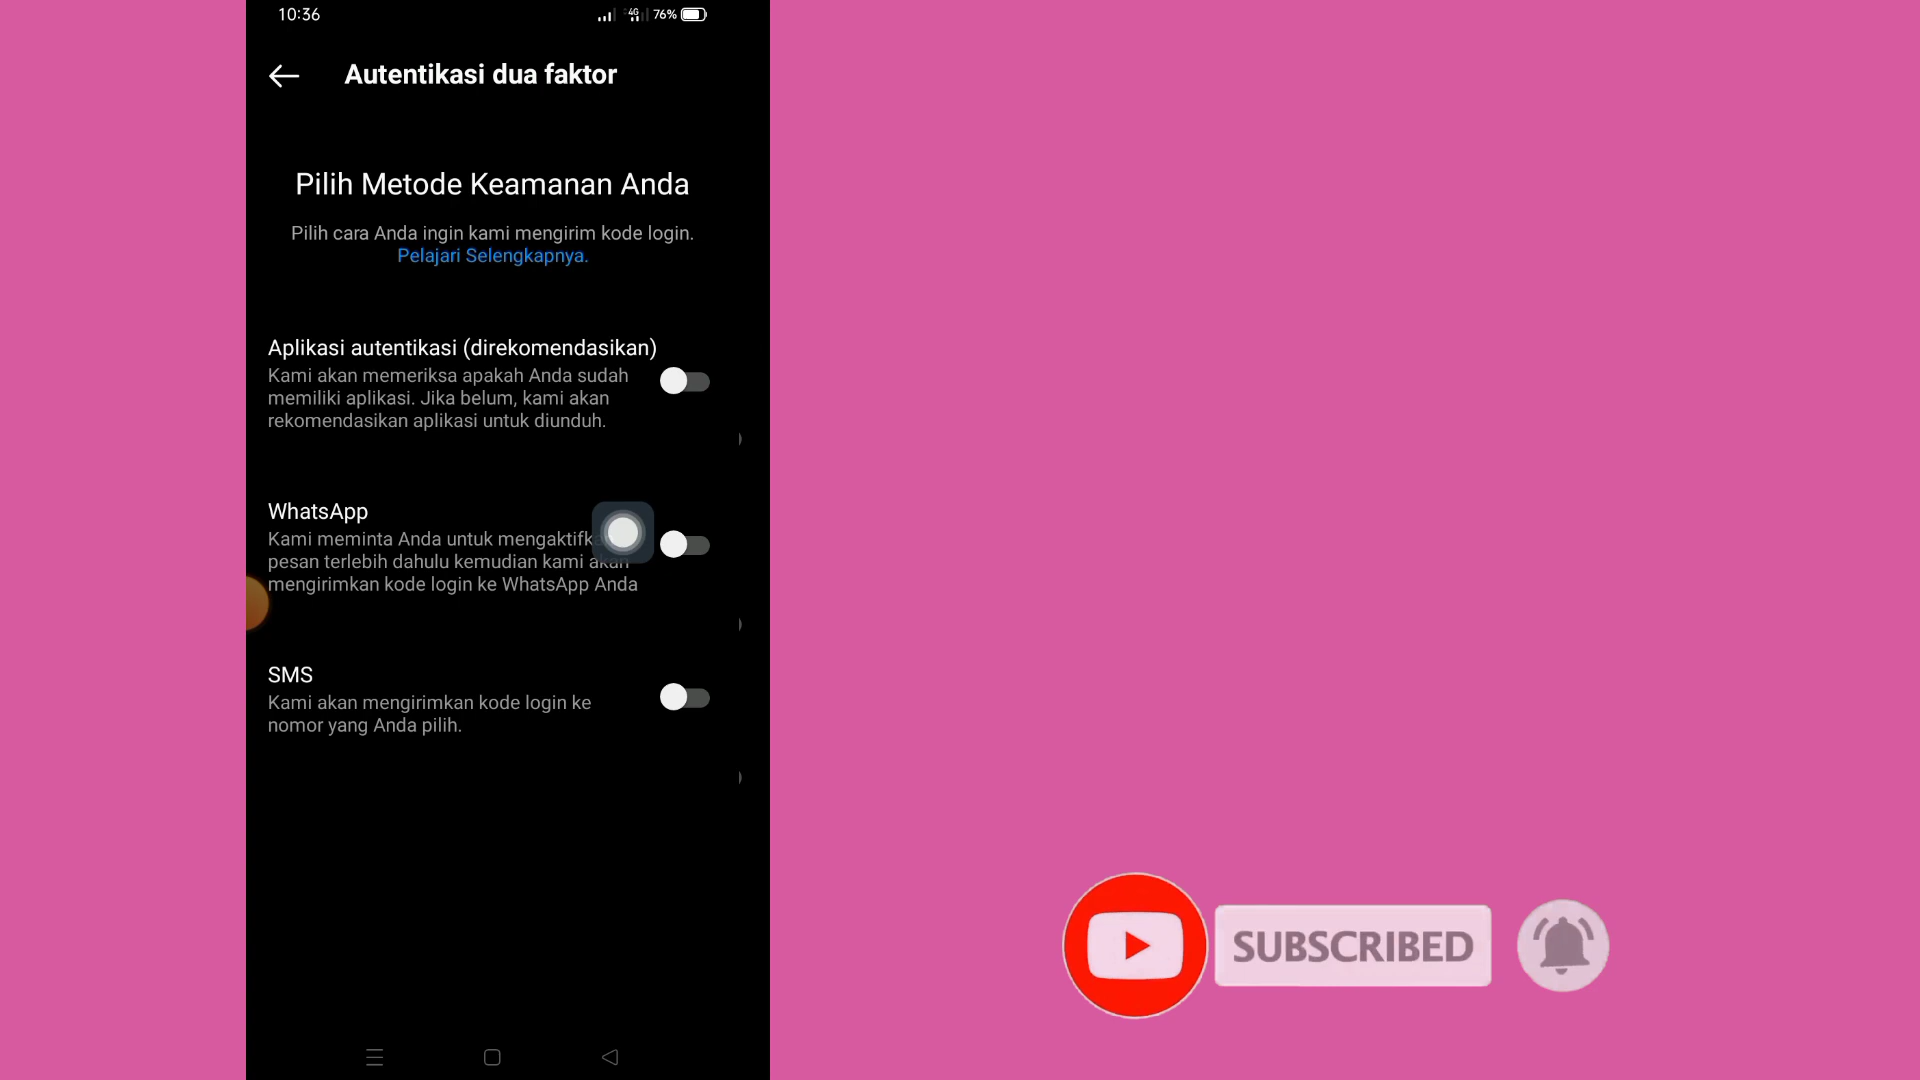 10:36
4G
76%
Autentikasi dua faktor
Pilih Metode Keamanan Anda
Pilih cara Anda ingin kami mengirim kode login.
Pelajari Selengkapnya.
Aplikasi autentikasi (direkomendasikan)
Kami akan memeriksa apakah Anda sudah
memiliki aplikasi. Jika belum, kami akan
rekomendasikan aplikasi untuk diunduh.
WhatsApp
Kami meminta Anda untuk
pesan terlebih dahulu kemudian kami akan
mengirimkan kode login ke WhatsApp Anda
SMS
Kami akan mengirimkan kode login ke
nomor yang Anda pilih.
SUBSCRIBED